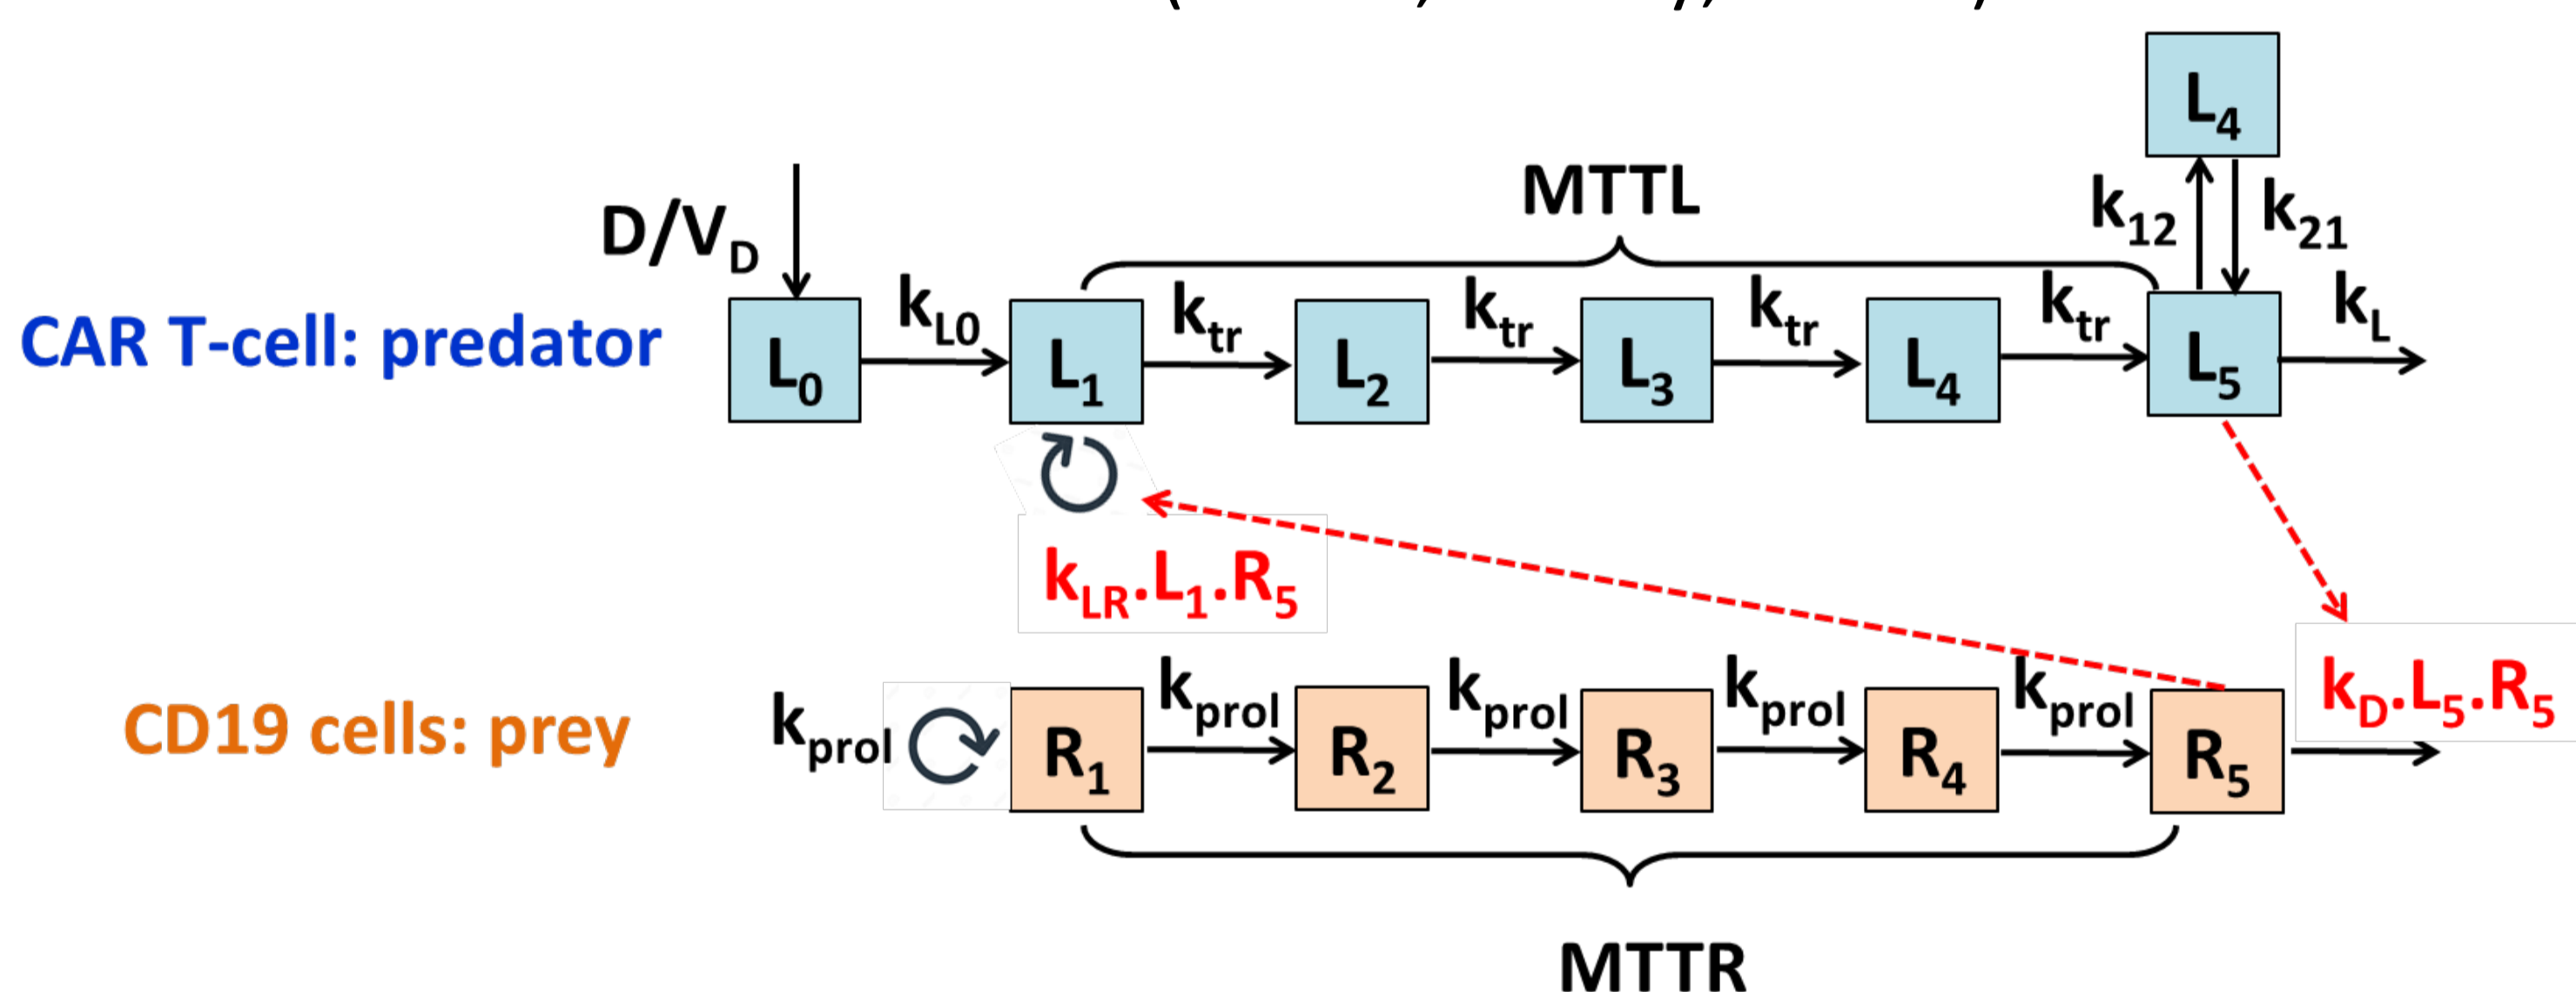 L4
MTTL
k12 k21
D/VD
kL0 ktr ktr ktr ktr kL
CAR T-cell: predator L0 L1 L2 L3 L4 L5
kLR.L1.R5
kprol kprol kprol kprol kD.L5.R5
CD19 cells: prey kprol R1 R2 R3 R4 R5
MTTR